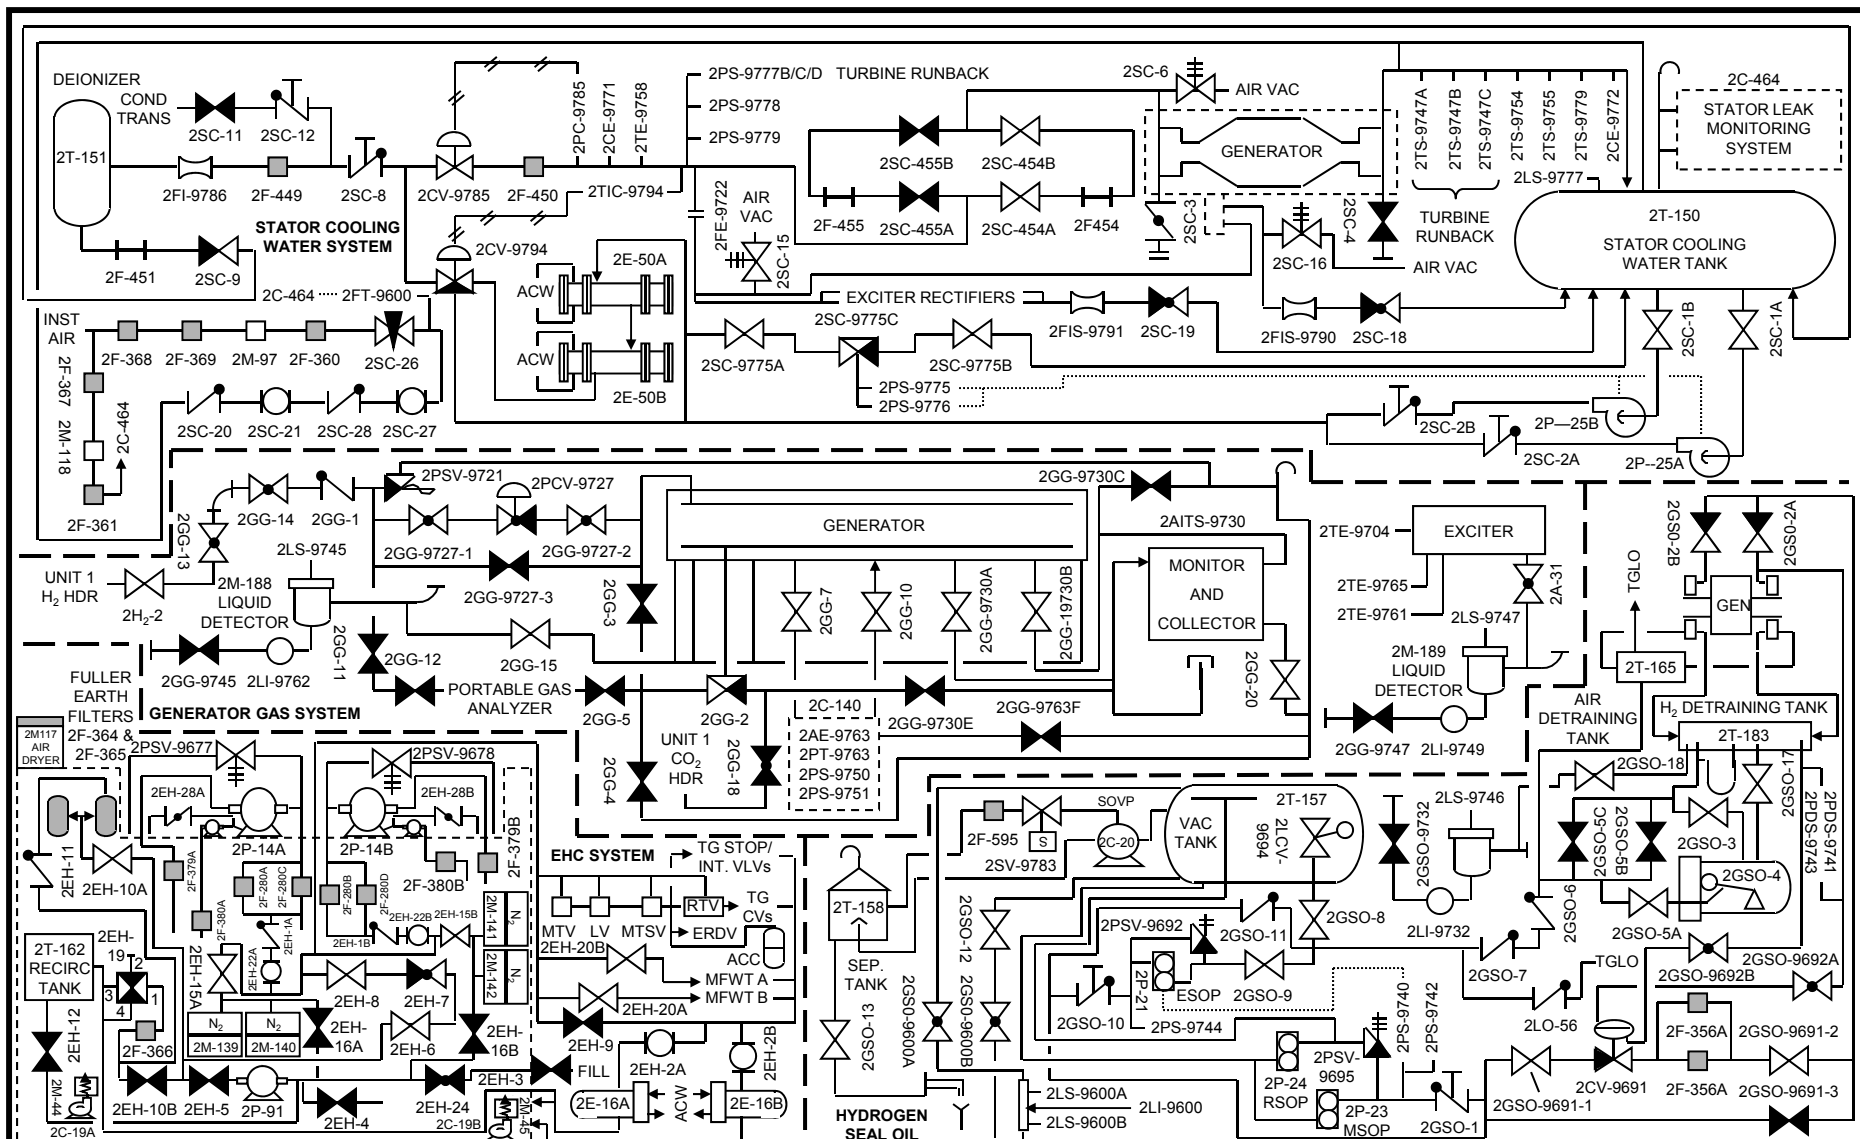 DEIONIZER
COND
TRANS
2SC-11
2SC-12
2T-151
2FI-9786
2F-449
2SC-8
2CV-9785
2F-450
2PC-9785
2CE-9771
2TE-9758
2PS-9777B/C/D TURBINE RUNBACK
2PS-9778
2PS-9779
2TIC-9794
STATOR COOLING
WATER SYSTEM
2F-451
2SC-9
2CV-9794
2C-464
2FT-9600
2FE-9722
AIR
VAC
2SC-15
2SC-455B
2SC-454B
2F-455
2SC-455A
2SC-454A
2F454
2SC-6
AIR VAC
GENERATOR
2SC-3
2SC-16
2SC-4
AIR VAC
2TS-9747A
2TS-9747B
2TS-9747C
2TS-9754
2TS-9755
2TS-9779
2CE-9772
TURBINE
RUNBACK
2LS-9777
2C-464
STATOR LEAK
MONITORING
SYSTEM
2T-150
STATOR COOLING
WATER TANK
2E-50A
ACW
ACW
2E-50B
EXCITER RECTIFIERS
2SC-9775C
2FIS-9791
2SC-19
2FIS-9790
2SC-18
2SC-1B
2SC-1A
2SC-9775A
2SC-9775B
2PS-9775
2PS-9776
2SC-2B
2P—25B
2SC-2A
2P--25A
INST
AIR
2F-368
2F-369
2M-97
2F-360
2SC-26
2F-367
2M-118
2C-464
2F-361
2SC-20
2SC-21
2SC-28
2SC-27
2GG-13
2GG-14
2GG-1
2PSV-9721
2PCV-9727
2GG-9727-1
2GG-9727-2
2GG-9727-3
2LS-9745
UNIT 1
H2 HDR
2H2-2
2M-188
LIQUID
DETECTOR
2GG-9745
2LI-9762
2GG-11
2GG-12
2GG-15
2GG-3
GENERATOR
2GG-7
2GG-10
2GG-9730A
2GG-19730B
2GG-9730C
2AITS-9730
MONITOR
AND
COLLECTOR
2GG-20
PORTABLE GAS
ANALYZER
2GG-5
2GG-2
2GG-9730E
2C-140
2AE-9763
2PT-9763
2PS-9750
2PS-9751
2GG-9763F
UNIT 1
CO2
HDR
2GG-18
2GG-4
GENERATOR GAS SYSTEM
2TE-9704
EXCITER
2TE-9765
2TE-9761
2A-31
2LS-9747
2M-189
LIQUID
DETECTOR
2GG-9747
2LI-9749
2GS0-2B
2GS0-2A
TGLO
GEN
2T-165
AIR
DETRAINING
TANK
H2 DETRAINING TANK
2T-183
2GSO-18
2GSO-17
2PDS-9743
2PDS-9741
2GSO-5C
2GSO-5B
2GSO-3
2GSO-4
2GSO-5A
2GSO-6
2GSO-9692A
2GSO-9692B
FULLER
EARTH
FILTERS
2F-364 &
2F-365
2M117
AIR
DRYER
2PSV-9677
2PSV-9678
2EH-28A
2EH-28B
2P-14A
2P-14B
2EH-11
2EH-10A
2F-379A
2F-380A
2F-280A
2F-280C
2F-280B
2F-280D
2F-380B
2F-379B
2EH-1A
2EH-22A
2EH-1B
2EH-22B
2EH-15B
2EH-15A
2M-141
N2
2M-142
N2
2T-162
RECIRC
TANK
2EH-
19
2
3
1
4
2F-366
2EH-12
2EH-8
2EH-7
2EH-6
N2
N2
2M-139
2M-140
2EH-
16A
2EH-
16B
2EH-10B
2EH-5
2P-91
2EH-4
2EH-24
2EH-3
FILL
2M-44
2C-19A
2C-19B
2M-45
EHC SYSTEM
TG STOP/
INT. VLVs
MTV
LV
MTSV
RTV
TG
CVs
ERDV
ACC
2EH-20B
MFWT A
MFWT B
2EH-20A
2EH-9
2EH-2A
2EH-2B
2E-16A
ACW
2E-16B
2T-158
SEP.
TANK
2GSO-13
HYDROGEN
SEAL OIL
2F-595
2SV-9783
S
SOVP
2C-20
VAC
TANK
2T-157
2LCV-
9694
2GSO-9732
2LS-9746
2LI-9732
2GSO-12
2GS0-9600A
2GS0-9600B
2GSO-8
2GSO-11
2PSV-9692
2P-21
ESOP
2GSO-9
2GSO-10
2PS-9744
2GSO-7
TGLO
2LO-56
2PS-9740
2PS-9742
2PSV-
9695
2P-24
RSOP
2P-23
MSOP
2GSO-1
2LS-9600A
2LI-9600
2LS-9600B
2GSO-9691-1
2CV-9691
2F-356A
2F-356A
2GSO-9691-2
2GSO-9691-3